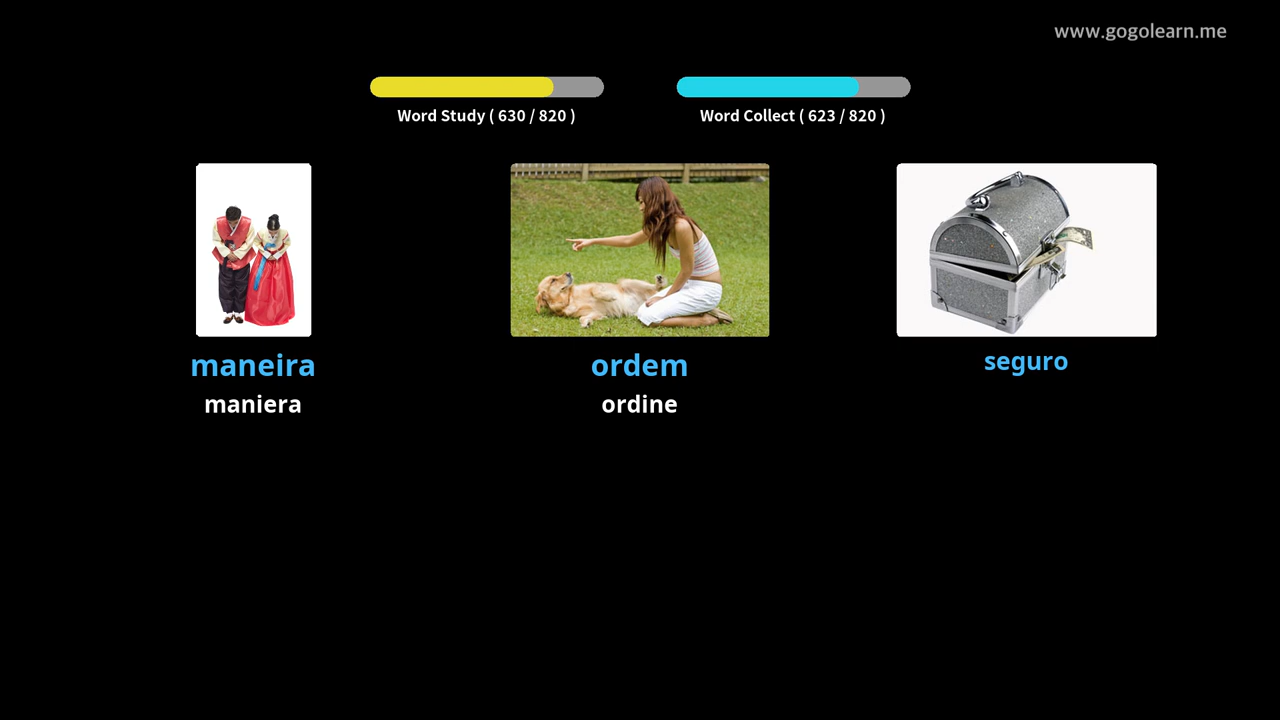 www.gogolearn.me
Word Study ( 630 / 820 )
Word Collect ( 623 / 820 )
maneira
maniera
ordem
ordine
seguro